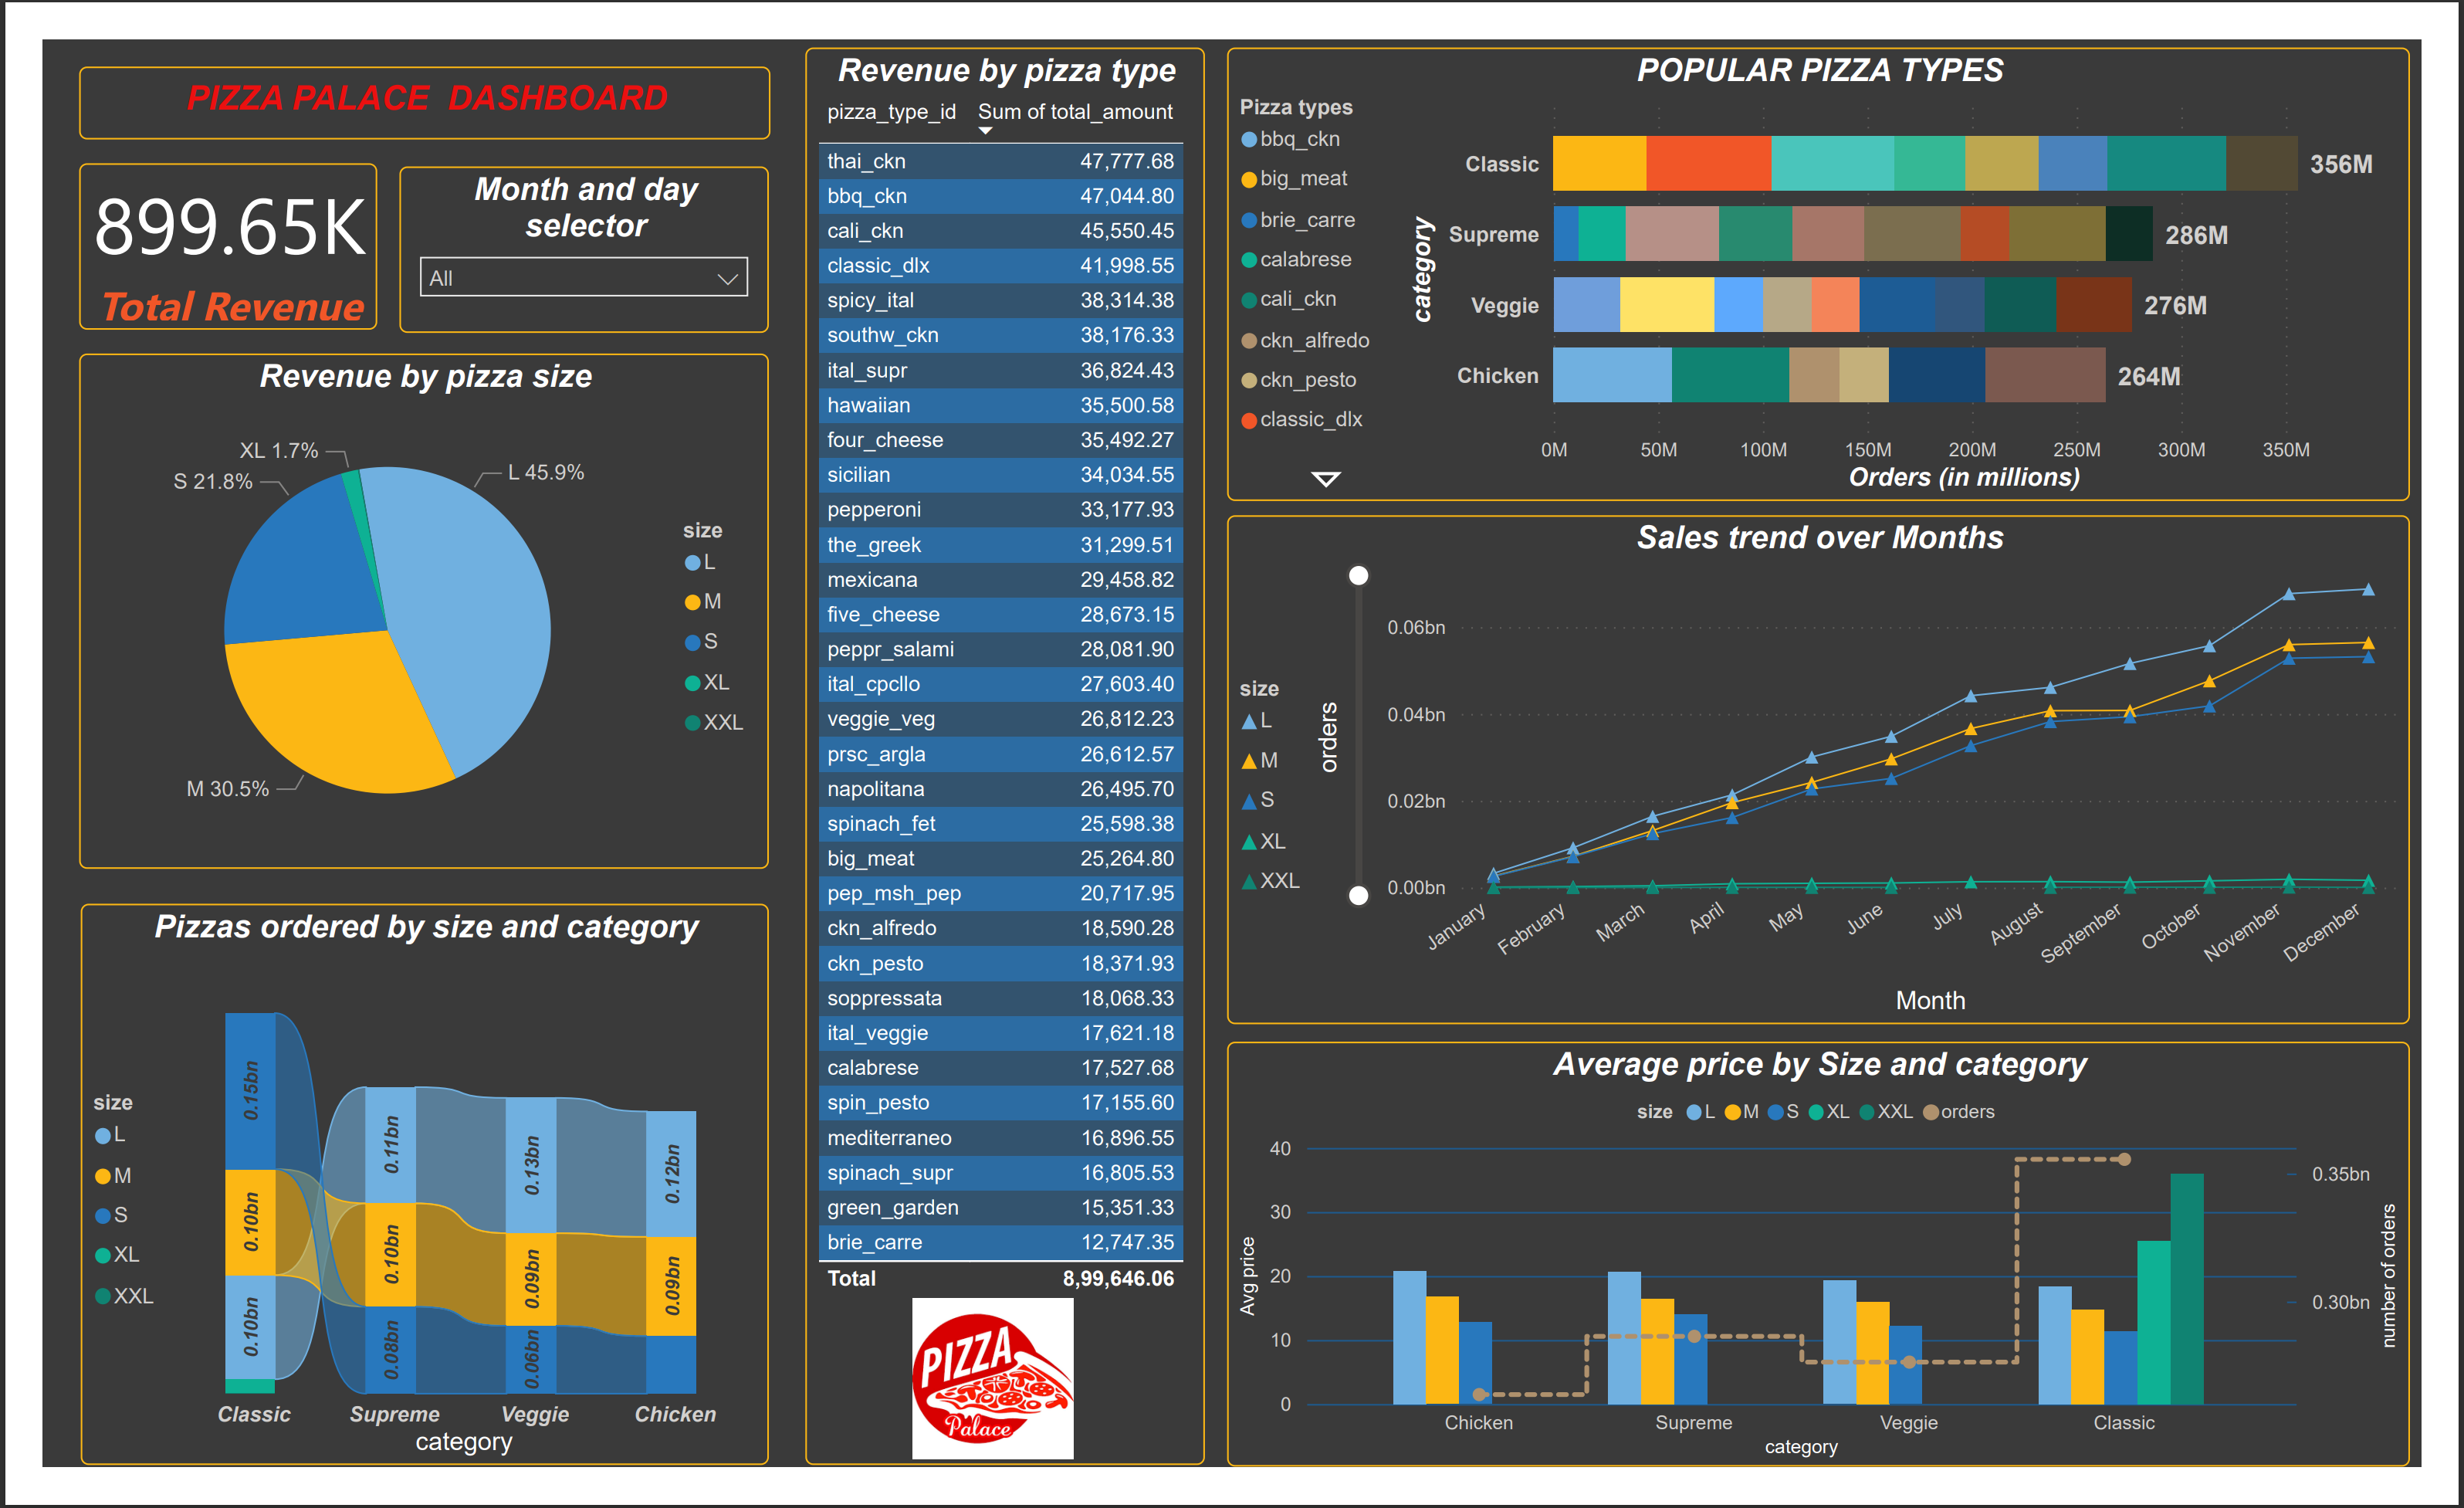 PIZZA PALACE DASHBOARD
899.65K
Total Revenue
Month and day
selector
All
Revenue by pizza size
XL 1.7%
S 21.8%
L 45.9%
M 30.5%
size
L
M
S
XL
XXL
Pizzas ordered by size and category
size
L
M
S
XL
XXL
0.15bn
0.10bn
0.10bn
0.11bn
0.10bn
0.08bn
0.13bn
0.09bn
0.06bn
0.12bn
0.09bn
Classic Supreme Veggie Chicken
category
Revenue by pizza type
pizza_type_id Sum of total_amount
thai_ckn 47,777.68
bbq_ckn 47,044.80
cali_ckn 45,550.45
classic_dlx 41,998.55
spicy_ital 38,314.38
southw_ckn 38,176.33
ital_supr 36,824.43
hawaiian 35,500.58
four_cheese 35,492.27
sicilian 34,034.55
pepperoni 33,177.93
the_greek 31,299.51
mexicana 29,458.82
five_cheese 28,673.15
peppr_salami 28,081.90
ital_cpcllo 27,603.40
veggie_veg 26,812.23
prsc_argla 26,612.57
napolitana 26,495.70
spinach_fet 25,598.38
big_meat 25,264.80
pep_msh_pep 20,717.95
ckn_alfredo 18,590.28
ckn_pesto 18,371.93
soppressata 18,068.33
ital_veggie 17,621.18
calabrese 17,527.68
spin_pesto 17,155.60
mediterraneo 16,896.55
spinach_supr 16,805.53
green_garden 15,351.33
brie_carre 12,747.35
Total 8,99,646.06
PIZZA
Palace
POPULAR PIZZA TYPES
Pizza types
bbq_ckn
big_meat
brie_carre
calabrese
cali_ckn
ckn_alfredo
ckn_pesto
classic_dlx
category
Classic 356M
Supreme 286M
Veggie 276M
Chicken 264M
0M 50M 100M 150M 200M 250M 300M 350M
Orders (in millions)
Sales trend over Months
size
L
M
S
XL
XXL
orders
0.06bn
0.04bn
0.02bn
0.00bn
January February March April May June July August September October November December
Month
Average price by Size and category
size L M S XL XXL orders
Avg price
40
30
20
10
0
0.35bn
0.30bn
number of orders
Chicken Supreme Veggie Classic
category